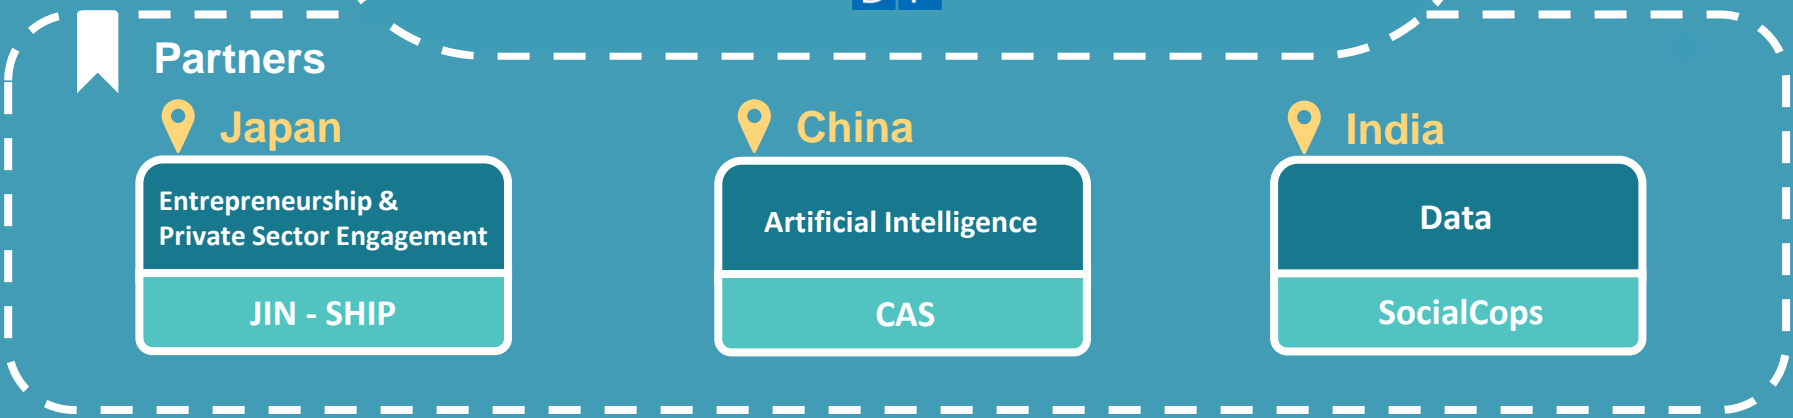 Partners
Japan
Entrepreneurship &
Private Sector Engagement
JIN - SHIP
China
Artificial Intelligence
CAS
India
Data
SocialCops